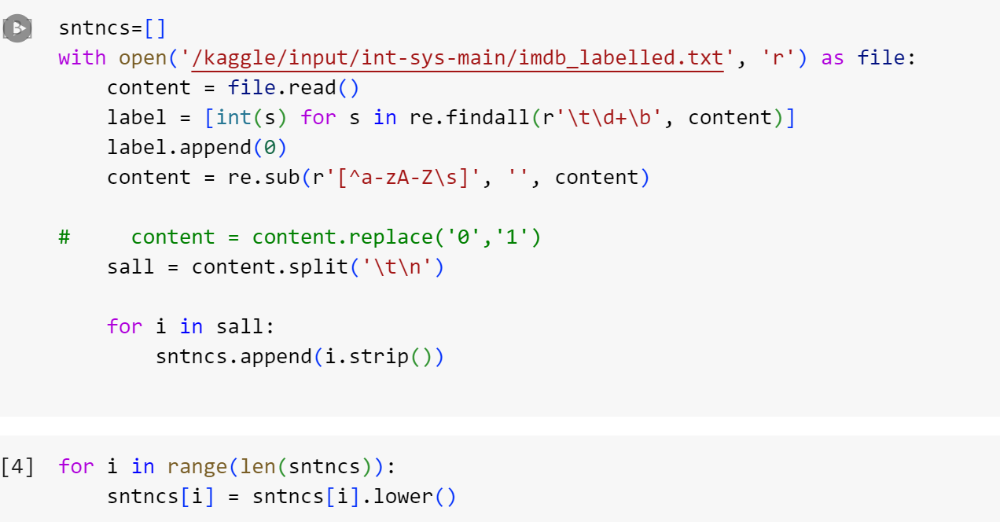 sntncs=[]
with open('/kaggle/input/int-sys-main/imdb_labelled.txt', 'r') as file:
    content = file.read()
    label = [int(s) for s in re.findall(r'\t\d+\b', content)]
    label.append(0)
    content = re.sub(r'[^a-zA-Z\s]', '', content)
#     content = content.replace('0','1')
    sall = content.split('\t\n')
    for i in sall:
        sntncs.append(i.strip())
[4] for i in range(len(sntncs)):
    sntncs[i] = sntncs[i].lower()